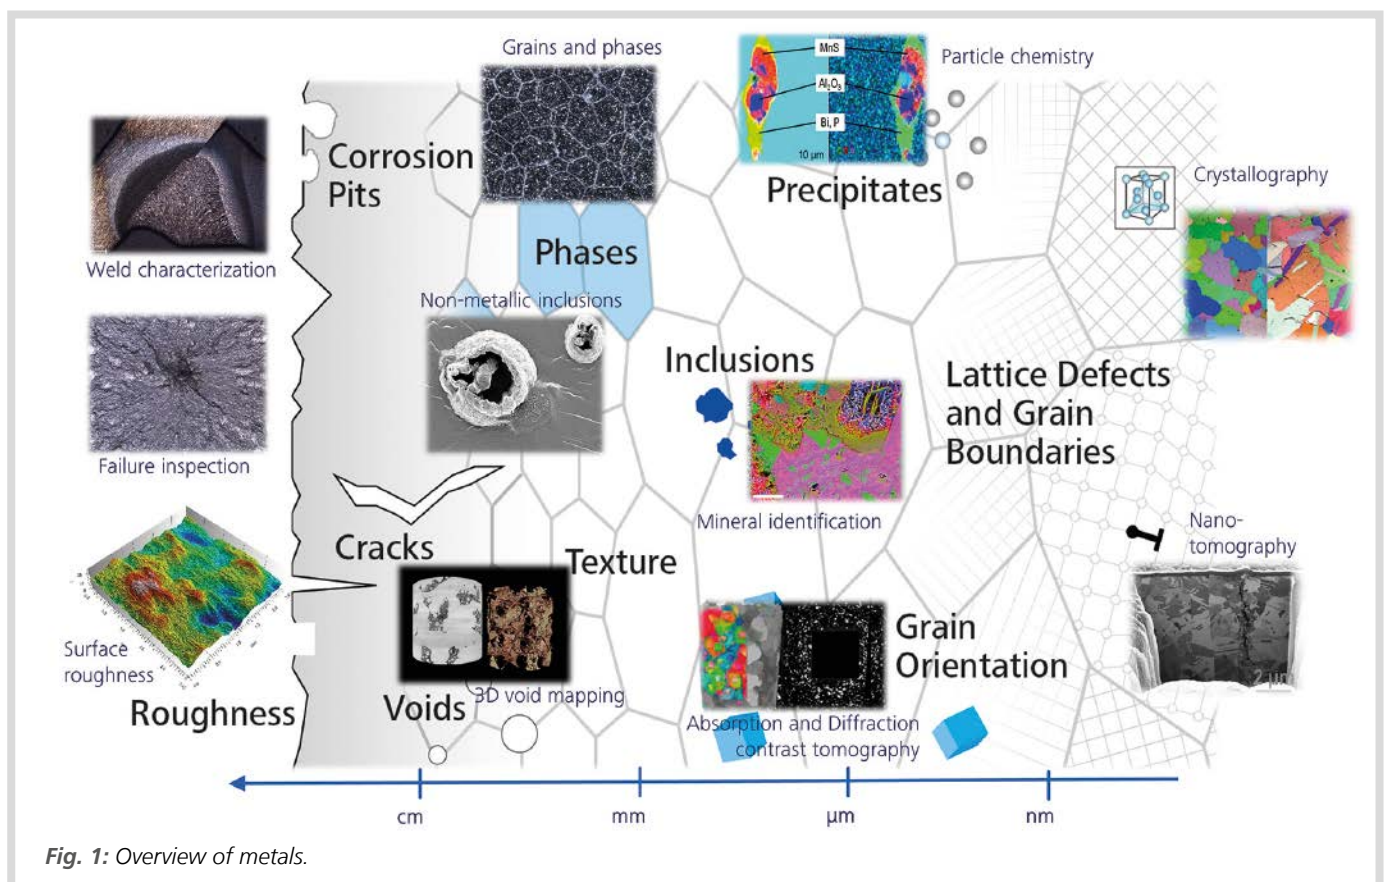 Grains and phases
MnS
Al₂O₃
Bi, P
10 µm
Particle chemistry
Corrosion
Pits
Precipitates
Crystallography
Weld characterization
Phases
Non-metallic inclusions
Inclusions
Lattice Defects
and Grain
Boundaries
Failure inspection
Mineral identification
Nano-
tomography
Cracks
Texture
Surface
roughness
Grain
Orientation
2 µm
Roughness
Voids
3D void mapping
Absorption and Diffraction
contrast tomography
cm
mm
µm
nm
Fig. 1: Overview of metals.